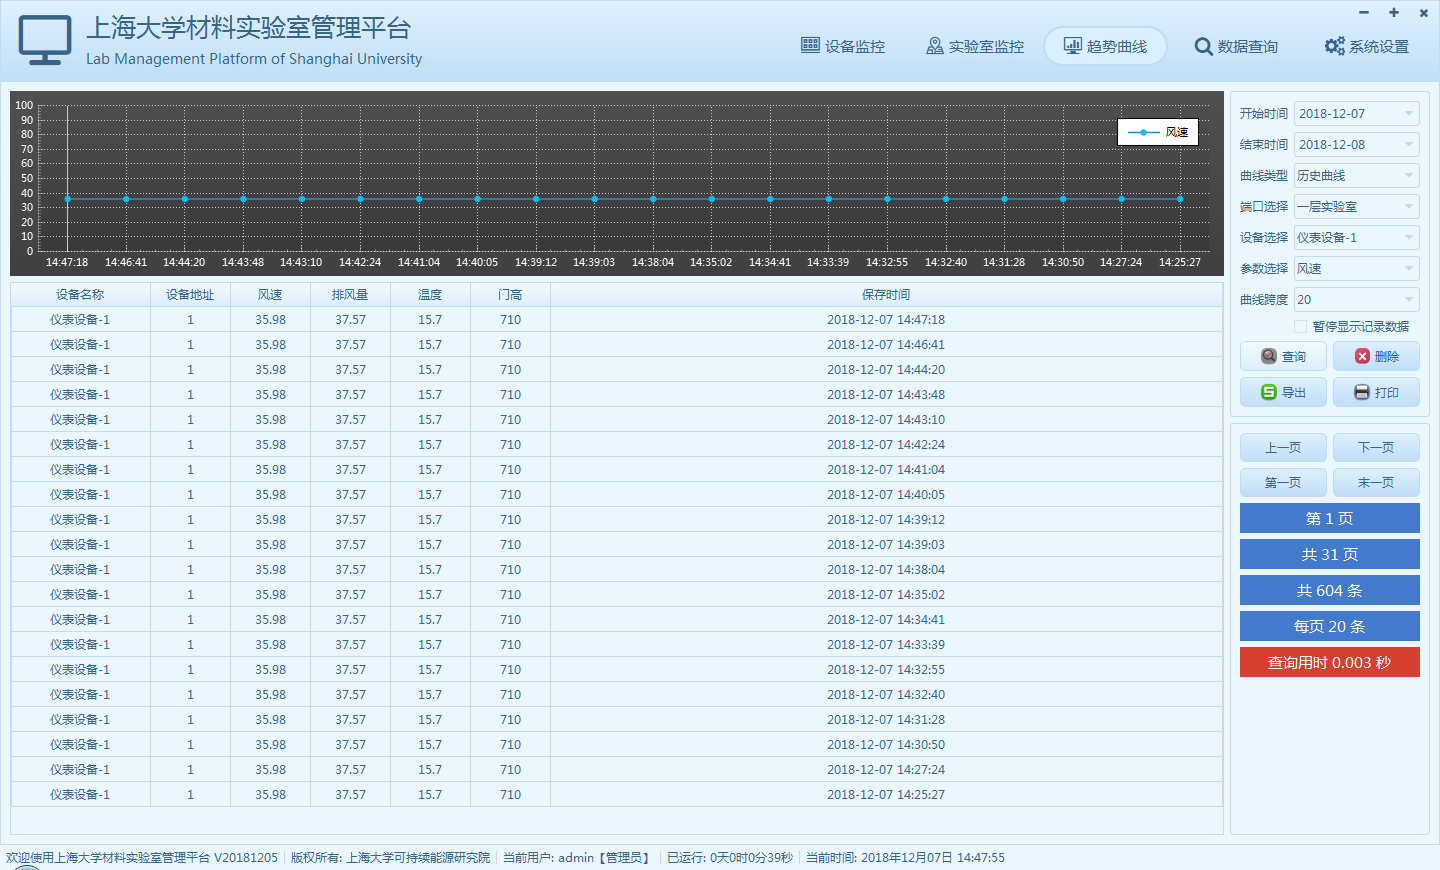 上海大学材料实验室管理平台
Lab Management Platform of Shanghai University
设备监控 实验室监控 趋势曲线 数据查询 系统设置
100
90
80
70
60
50
40
30
20
10
0
风速
14:47:18 14:46:41 14:44:20 14:43:48 14:43:10 14:42:24 14:41:04 14:40:05 14:39:12 14:39:03 14:38:04 14:35:02 14:34:41 14:33:39 14:32:55 14:32:40 14:31:28 14:30:50 14:27:24 14:25:27
设备名称 设备地址 风速 排风量 温度 门高 保存时间
仪表设备-1 1 35.98 37.57 15.7 710 2018-12-07 14:47:18
仪表设备-1 1 35.98 37.57 15.7 710 2018-12-07 14:46:41
仪表设备-1 1 35.98 37.57 15.7 710 2018-12-07 14:44:20
仪表设备-1 1 35.98 37.57 15.7 710 2018-12-07 14:43:48
仪表设备-1 1 35.98 37.57 15.7 710 2018-12-07 14:43:10
仪表设备-1 1 35.98 37.57 15.7 710 2018-12-07 14:42:24
仪表设备-1 1 35.98 37.57 15.7 710 2018-12-07 14:41:04
仪表设备-1 1 35.98 37.57 15.7 710 2018-12-07 14:40:05
仪表设备-1 1 35.98 37.57 15.7 710 2018-12-07 14:39:12
仪表设备-1 1 35.98 37.57 15.7 710 2018-12-07 14:39:03
仪表设备-1 1 35.98 37.57 15.7 710 2018-12-07 14:38:04
仪表设备-1 1 35.98 37.57 15.7 710 2018-12-07 14:35:02
仪表设备-1 1 35.98 37.57 15.7 710 2018-12-07 14:34:41
仪表设备-1 1 35.98 37.57 15.7 710 2018-12-07 14:33:39
仪表设备-1 1 35.98 37.57 15.7 710 2018-12-07 14:32:55
仪表设备-1 1 35.98 37.57 15.7 710 2018-12-07 14:32:40
仪表设备-1 1 35.98 37.57 15.7 710 2018-12-07 14:31:28
仪表设备-1 1 35.98 37.57 15.7 710 2018-12-07 14:30:50
仪表设备-1 1 35.98 37.57 15.7 710 2018-12-07 14:27:24
仪表设备-1 1 35.98 37.57 15.7 710 2018-12-07 14:25:27
开始时间 2018-12-07
结束时间 2018-12-08
曲线类型 历史曲线
端口选择 一层实验室
设备选择 仪表设备-1
参数选择 风速
曲线跨度 20
暂停显示记录数据
查询 删除
导出 打印
上一页 下一页
第一页 末一页
第 1 页
共 31 页
共 604 条
每页 20 条
查询用时 0.003 秒
欢迎使用上海大学材料实验室管理平台 V20181205 版权所有: 上海大学可持续能源研究院 当前用户: admin【管理员】 已运行: 0天0时0分39秒 当前时间: 2018年12月07日 14:47:55